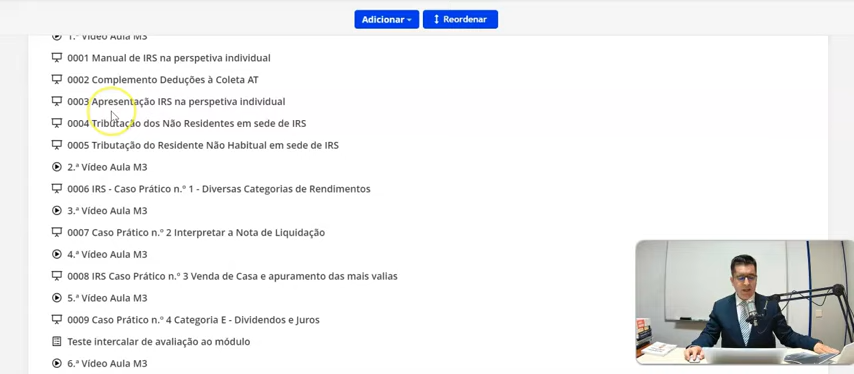 Adicionar
Reordenar
1.ª Vídeo Aula M3
0001 Manual de IRS na perspetiva individual
0002 Complemento Deduções à Coleta AT
0003 Apresentação IRS na perspetiva individual
0004 Tributação dos Não Residentes em sede de IRS
0005 Tributação do Residente Não Habitual em sede de IRS
2.ª Vídeo Aula M3
0006 IRS - Caso Prático n.º 1 - Diversas Categorias de Rendimentos
3.ª Vídeo Aula M3
0007 Caso Prático n.º 2 Interpretar a Nota de Liquidação
4.ª Vídeo Aula M3
0008 IRS Caso Prático n.º 3 Venda de Casa e apuramento das mais valias
5.ª Vídeo Aula M3
0009 Caso Prático n.º 4 Categoria E - Dividendos e Juros
Teste intercalar de avaliação ao módulo
6.ª Vídeo Aula M3